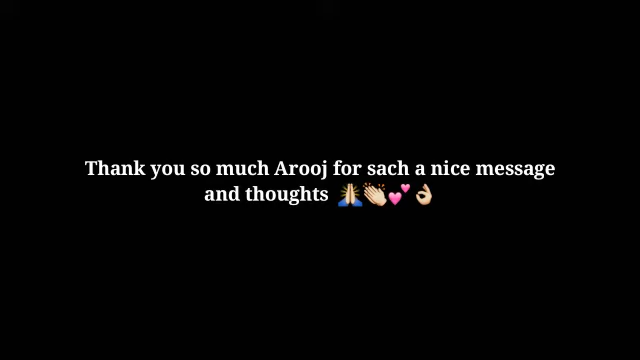 Thank you so much Arooj for sach a nice message
and thoughts 🙏👏💕👌